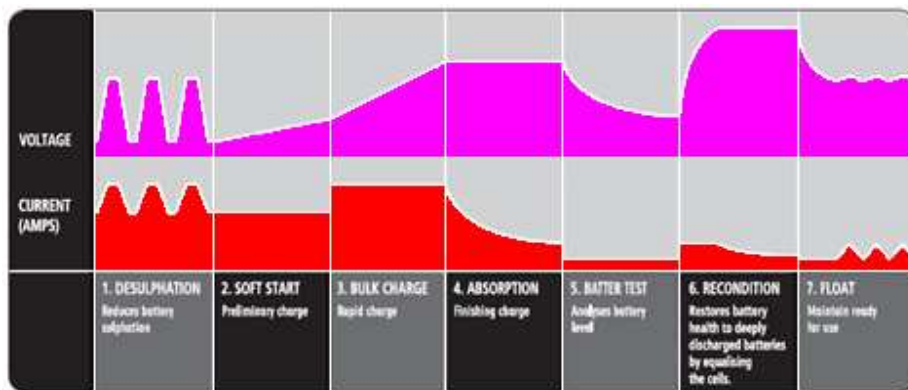 VOLTAGE
CURRENT
(AMPS)
1. DESULPHATION
Reduces battery
sulphation
2. SOFT START
Preliminary charge
3. BULK CHARGE
Rapid charge
4. ABSORPTION
Finishing charge
5. BATTER TEST
Analyses battery
level
6. RECONDITION
Restores battery
health to deeply
discharged batteries
by equalising
the cells.
7. FLOAT
Maintain ready
for use